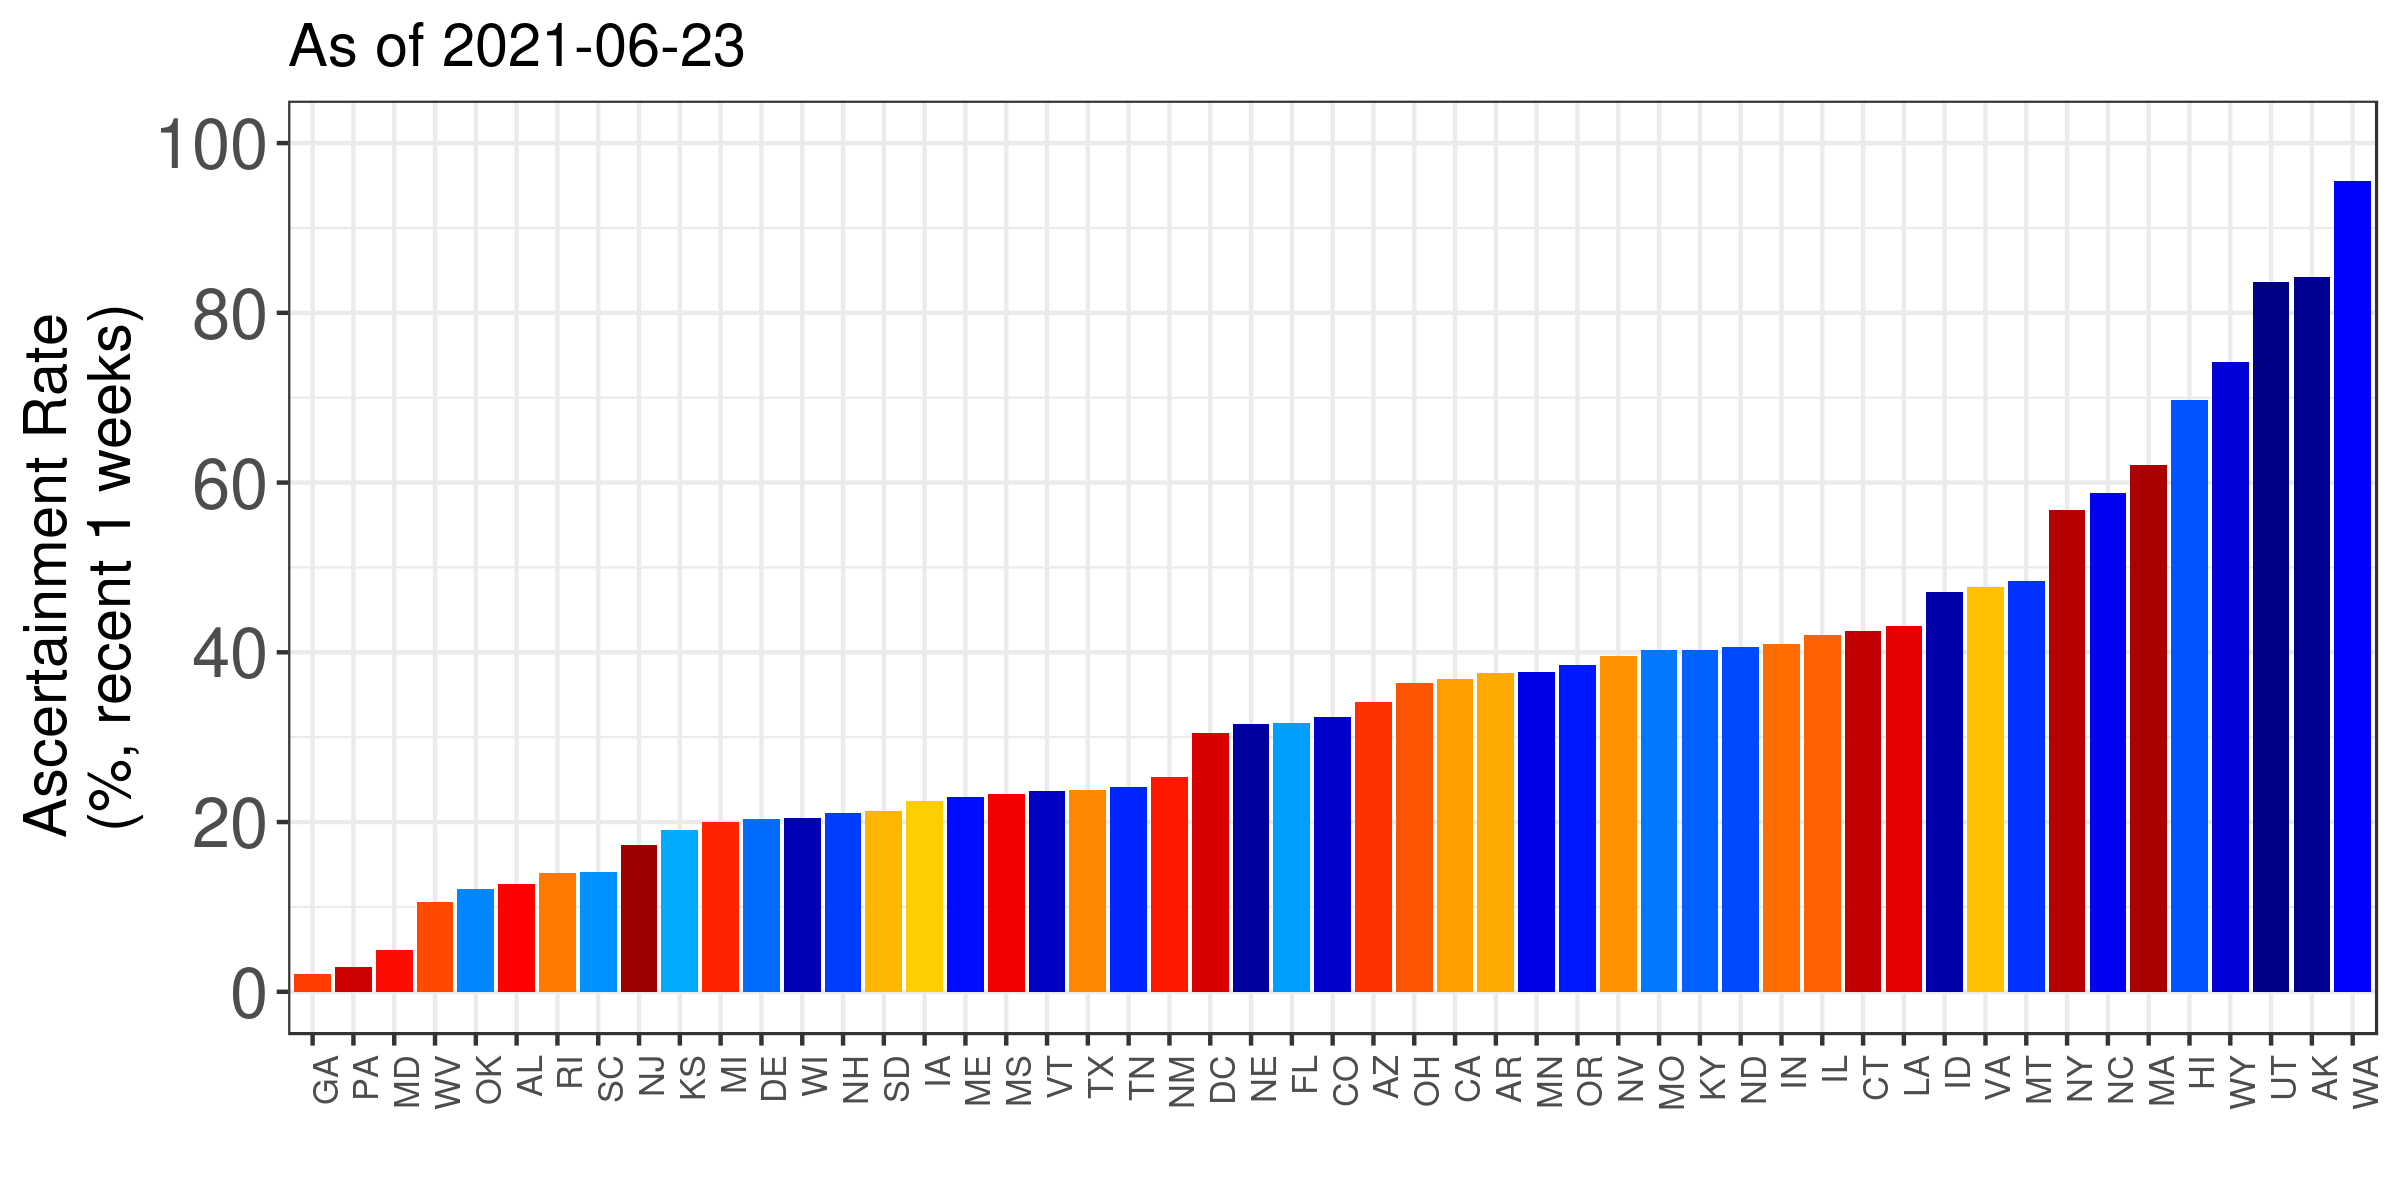 As of 2021-06-23
Ascertainment Rate
(%, recent 1 weeks)
100
80
60
40
20
0
GA PA MD WV OK AL RI SC NJ KS MI DE WI NH SD IA ME MS VT TX TN NM DC NE FL CO AZ OH CA AR MN OR NV MO KY ND IN IL CT LA ID VA MT NY NC MA HI WY UT AK WA